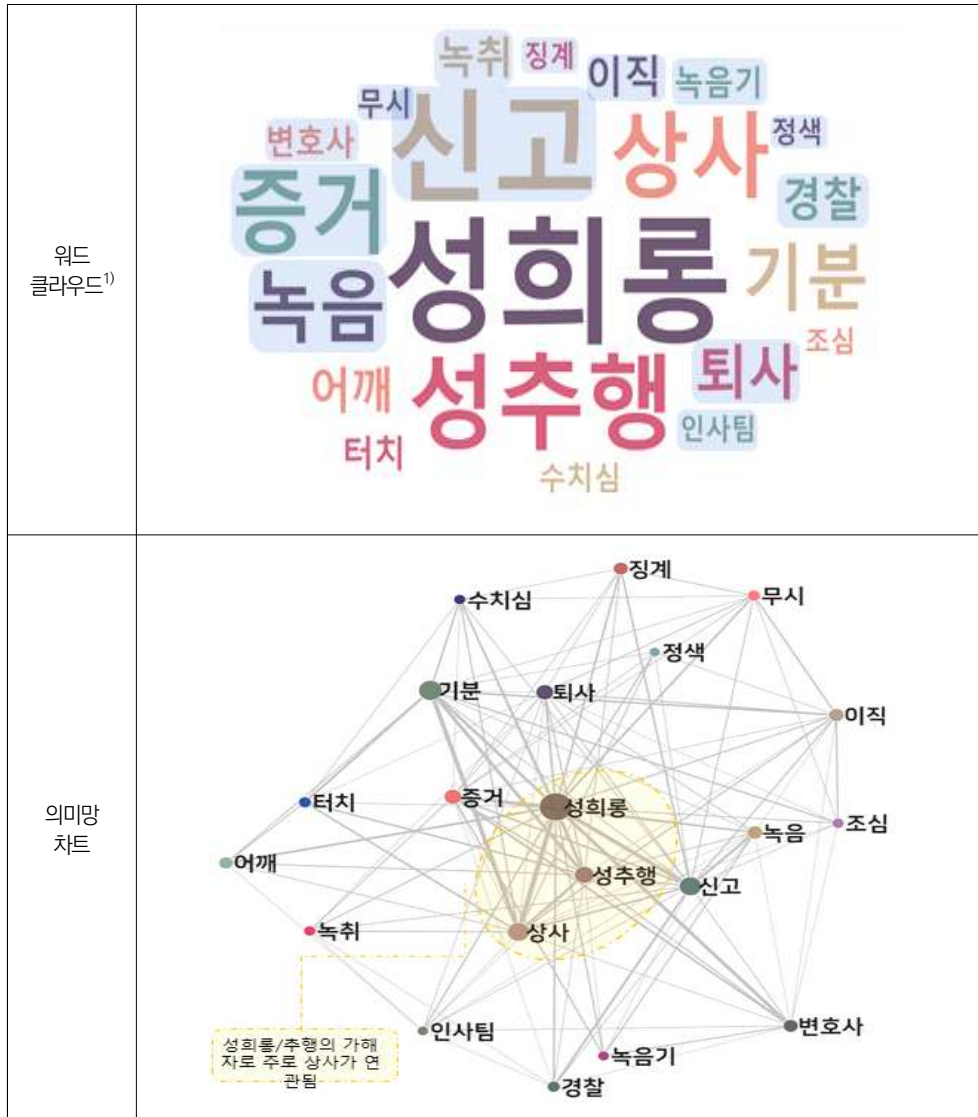 워드
클라우드1)
녹취 징계 이직 녹음기
무시 신고 상사 정색
변호사
증거 경찰
녹음 성희롱 기분
조심
어깨 성추행 퇴사
인사팀
터치 수치심
의미망
차트
징계
수치심 무시
정색
기분 퇴사
이직
터치 증거 성희롱
녹음 조심
어깨 성추행 신고
녹취 상사
인사팀 변호사
녹음기
경찰
성희롱/추행의 가해
자로 주로 상사가 연
관됨